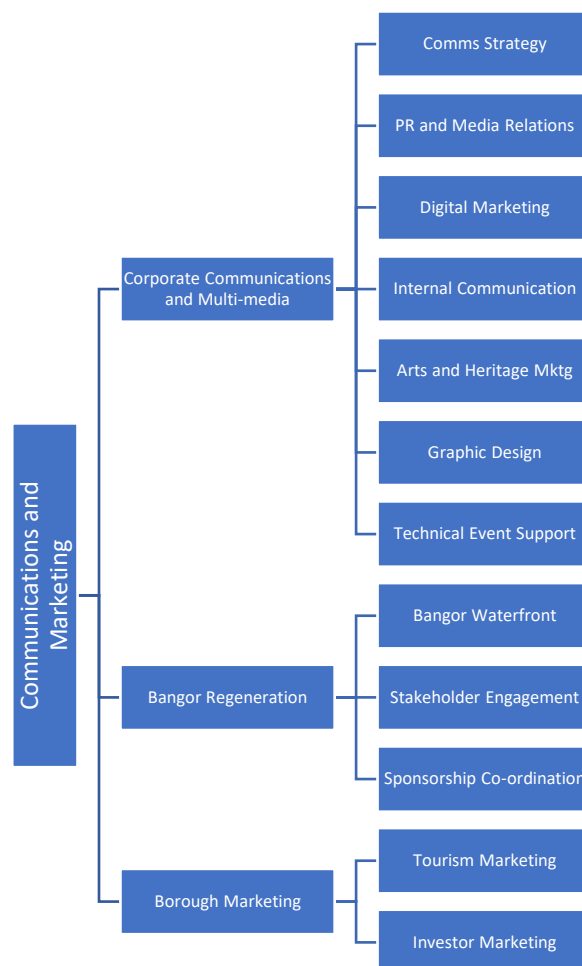 Communications and
Marketing
Corporate Communications
and Multi-media
Comms Strategy
PR and Media Relations
Digital Marketing
Internal Communication
Arts and Heritage Mktg
Graphic Design
Technical Event Support
Bangor Regeneration
Bangor Waterfront
Stakeholder Engagement
Sponsorship Co-ordination
Borough Marketing
Tourism Marketing
Investor Marketing